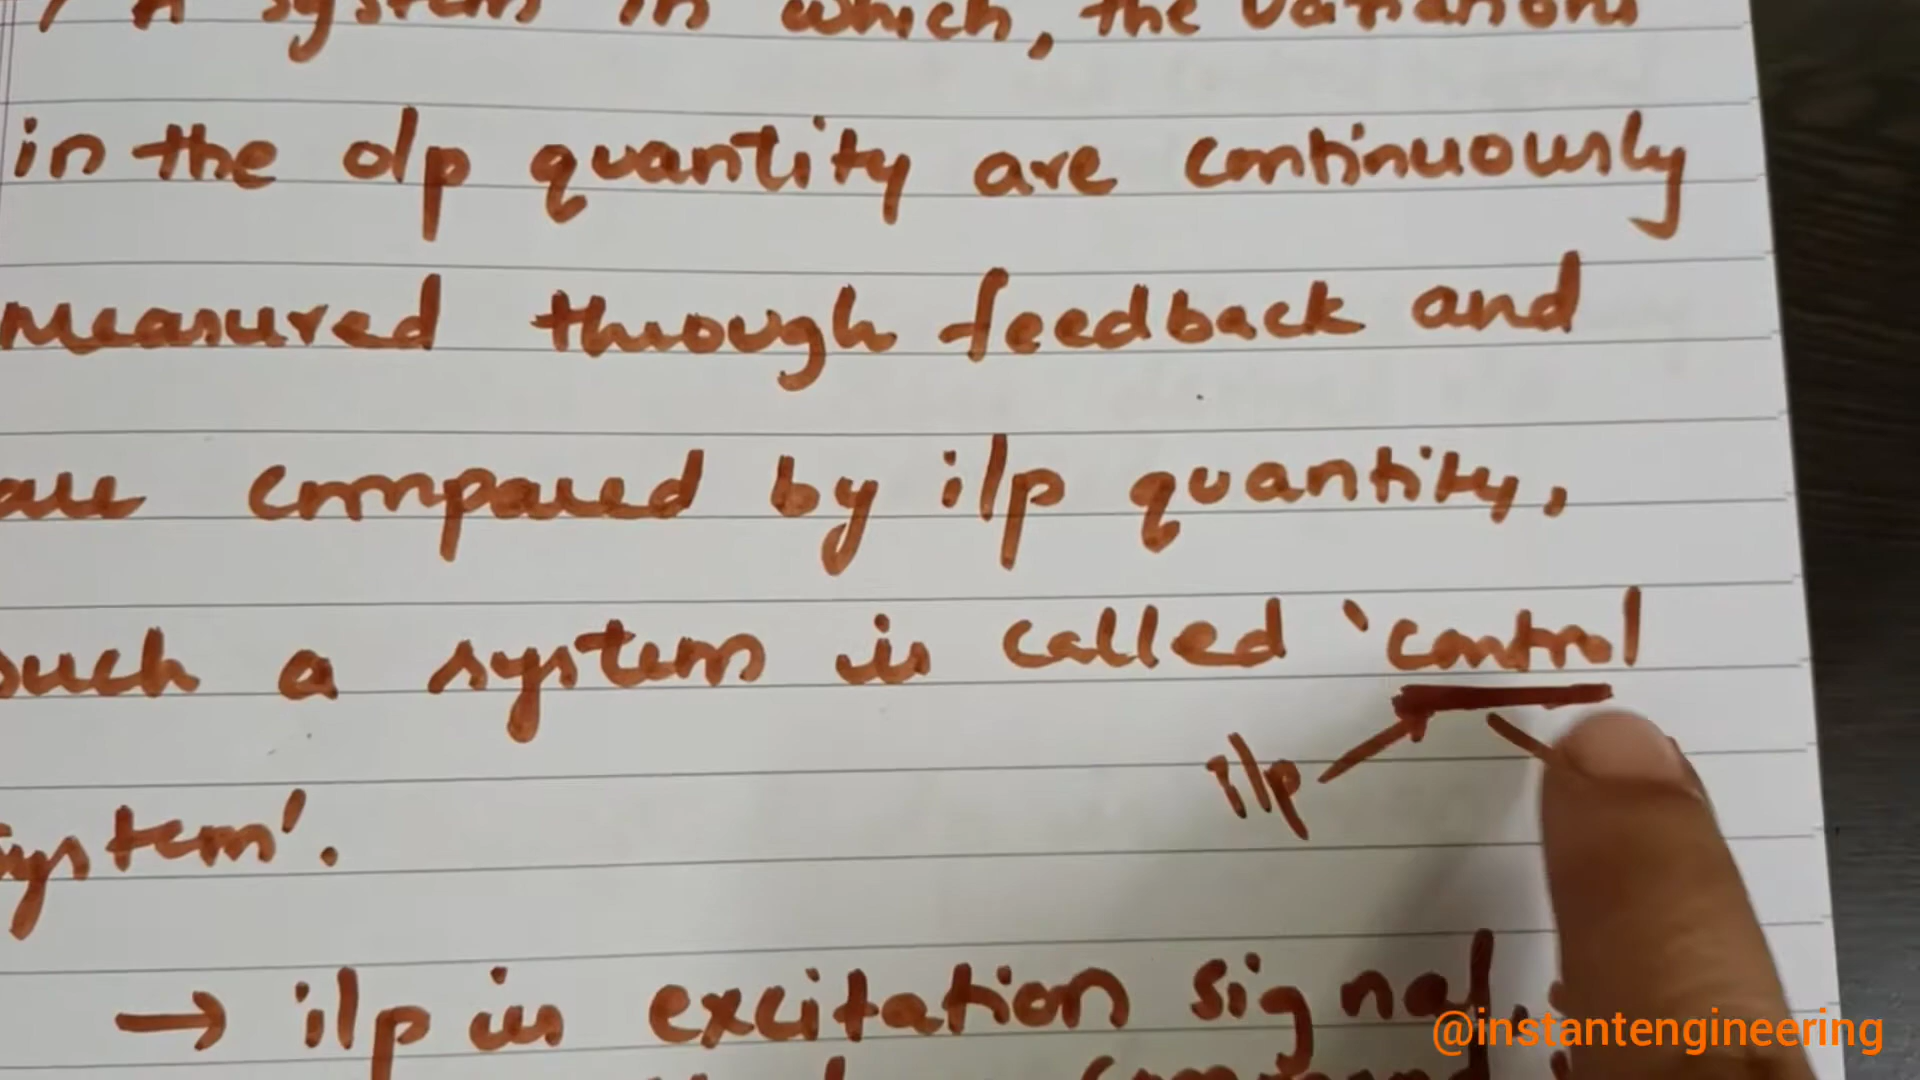 A system in which, the variations
in the o/p quantity are continuously
measured through feedback and
are compared by i/p quantity,
such a system is called 'control
i/p
system'.
→ i/p is excitation signal
@instantengineering